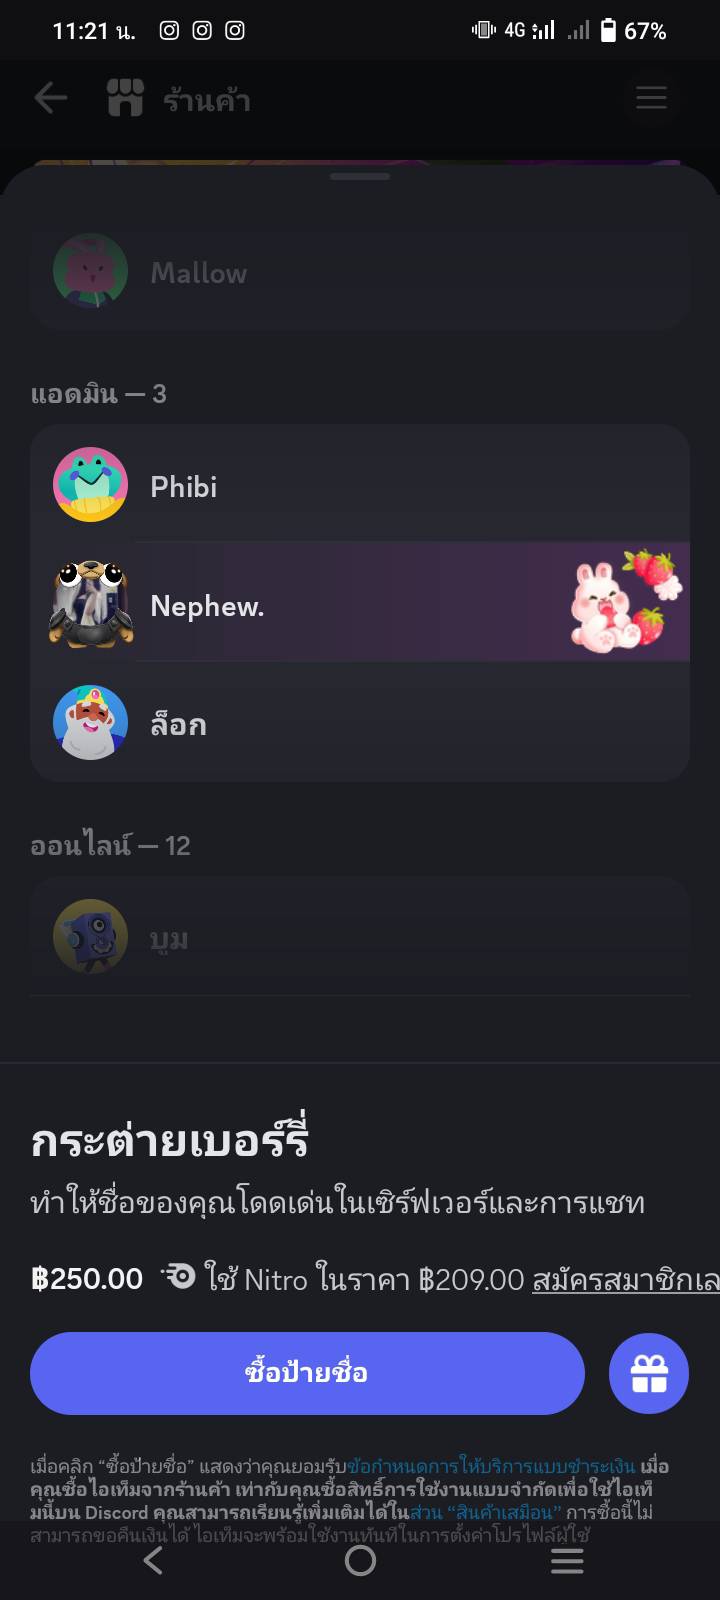 11:21 น.
4G 67%
ร้านค้า
Mallow
แอดมิน — 3
Phibi
Nephew.
ล็อก
ออนไลน์ — 12
บูม
กระต่ายเบอร์รี่
ทำให้ชื่อของคุณโดดเด่นในเซิร์ฟเวอร์และการแชท
฿250.00 ใช้ Nitro ในราคา ฿209.00 สมัครสมาชิกเล
ซื้อป้ายชื่อ
เมื่อคลิก “ซื้อป้ายชื่อ” แสดงว่าคุณยอมรับข้อกำหนดการให้บริการแบบชำระเงิน เมื่อ
คุณซื้อไอเท็มจากร้านค้า เท่ากับคุณซื้อสิทธิ์การใช้งานแบบจำกัดเพื่อใช้ไอเท็
มนี้บน Discord คุณสามารถเรียนรู้เพิ่มเติมได้ในส่วน “สินค้าเสมือน” การซื้อนี้ไม่
สามารถขอคืนเงินได้ ไอเท็มจะพร้อมใช้งานทันทีในการตั้งค่าโปรไฟล์ผู้ใช้